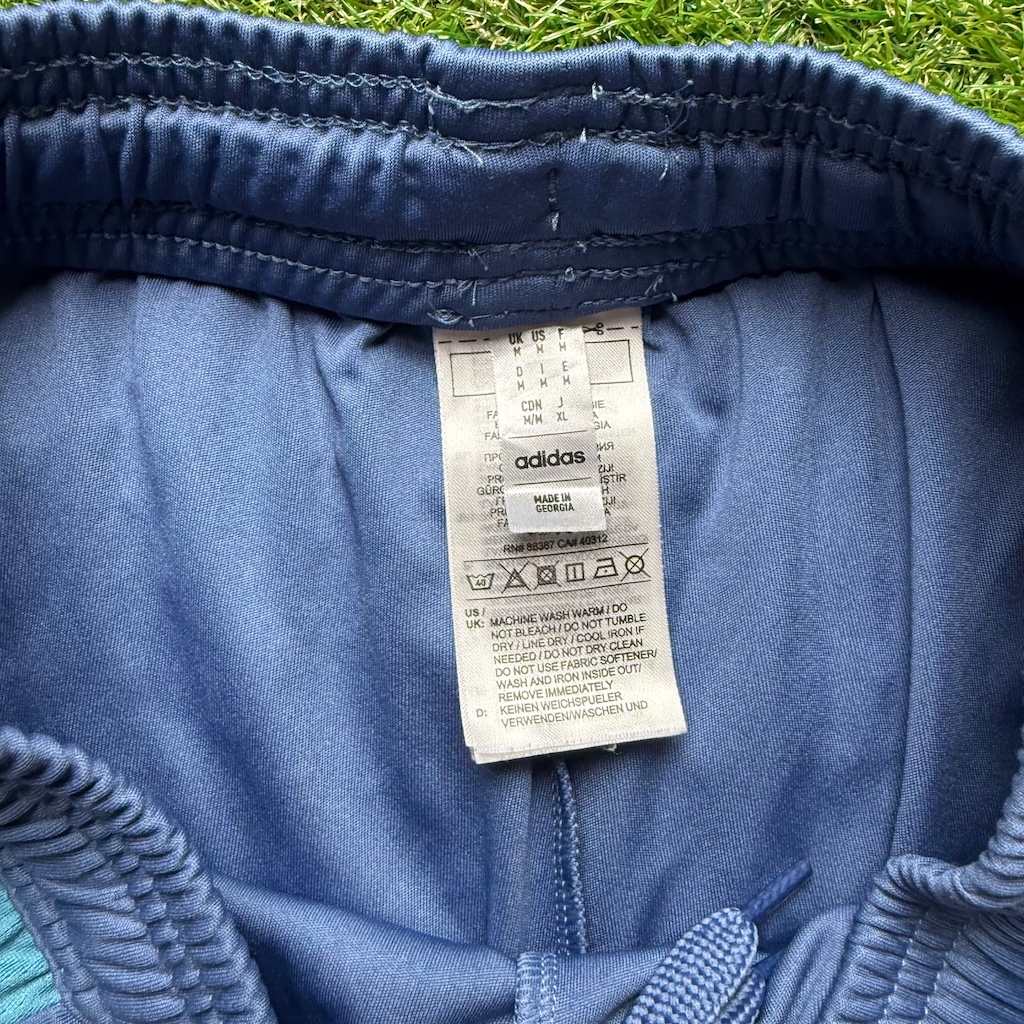 UK US F
M M M
D I E
M M M
CDN J
M/M XL
adidas
MADE IN
GEORGIA
RN# 88387 CA# 40312
40
US /
UK: MACHINE WASH WARM / DO
NOT BLEACH / DO NOT TUMBLE
DRY / LINE DRY / COOL IRON IF
NEEDED / DO NOT DRY CLEAN
DO NOT USE FABRIC SOFTENER/
WASH AND IRON INSIDE OUT/
REMOVE IMMEDIATELY
D: KEINEN WEICHSPUELER
VERWENDEN/WASCHEN UND